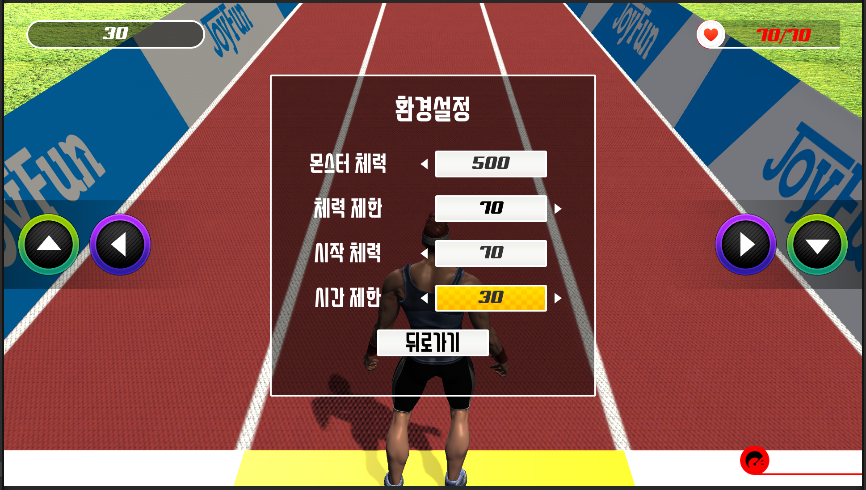 30
JoyFun
JoyFun
70/70
환경설정
몬스터 체력 500
체력 제한 70
시작 체력 70
시간 제한 30
뒤로가기
JoyFun
JoyFun